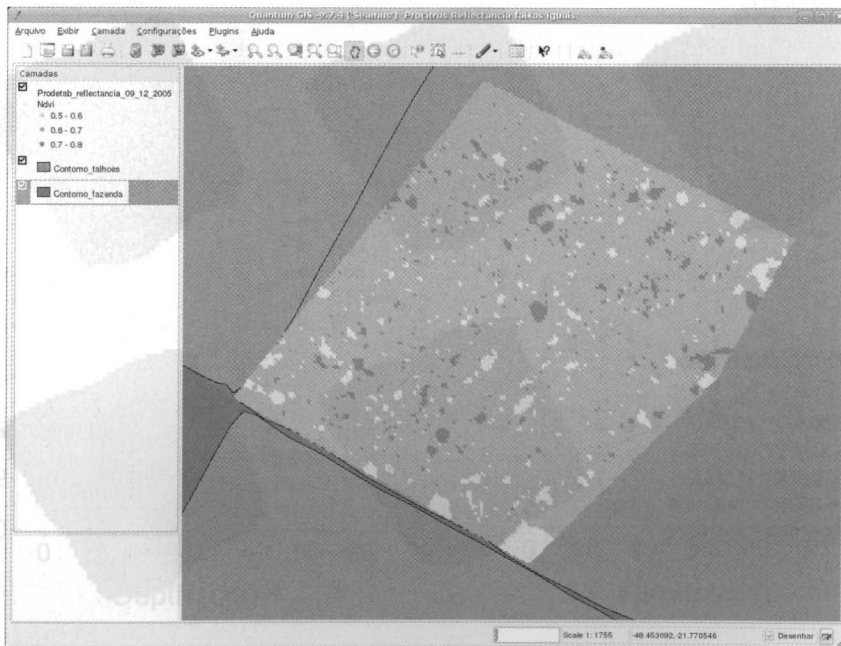 Quantum GIS - 0.7.4 ('Seamus') Procitrus Reflectancia faixas iguais
Arquivo Exibir Camada Configurações Plugins Ajuda
Camadas
Prodetab_reflectancia_09_12_2005
Ndvi
0.5 - 0.6
0.6 - 0.7
0.7 - 0.8
Contorno_talhoes
Contorno_fazenda
0
Scale 1: 1755
-48.453092,-21.770546
Desenhar